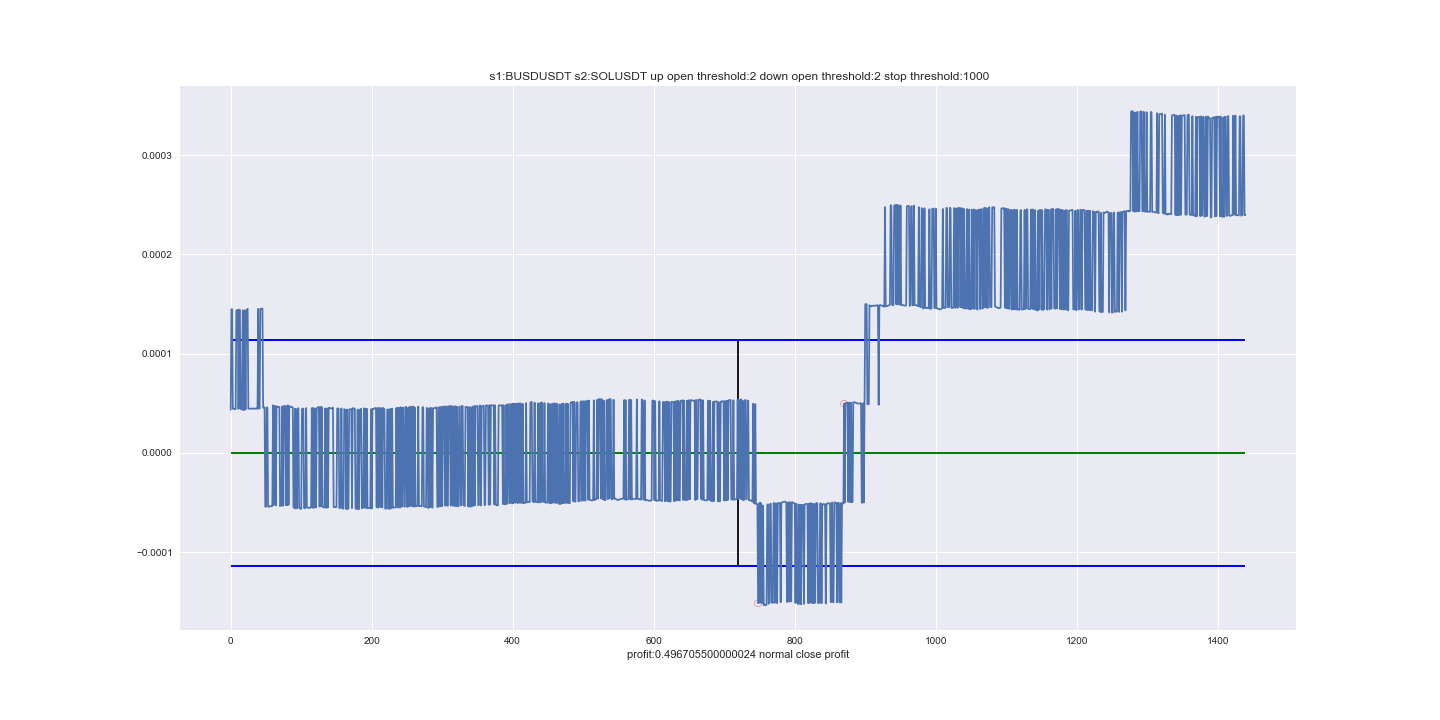 s1:BUSDUSDT s2:SOLUSDT up open threshold:2 down open threshold:2 stop threshold:1000
0.0003
0.0002
0.0001
0.0000
−0.0001
0 200 400 600 800 1000 1200 1400
profit:0.496705500000024 normal close profit